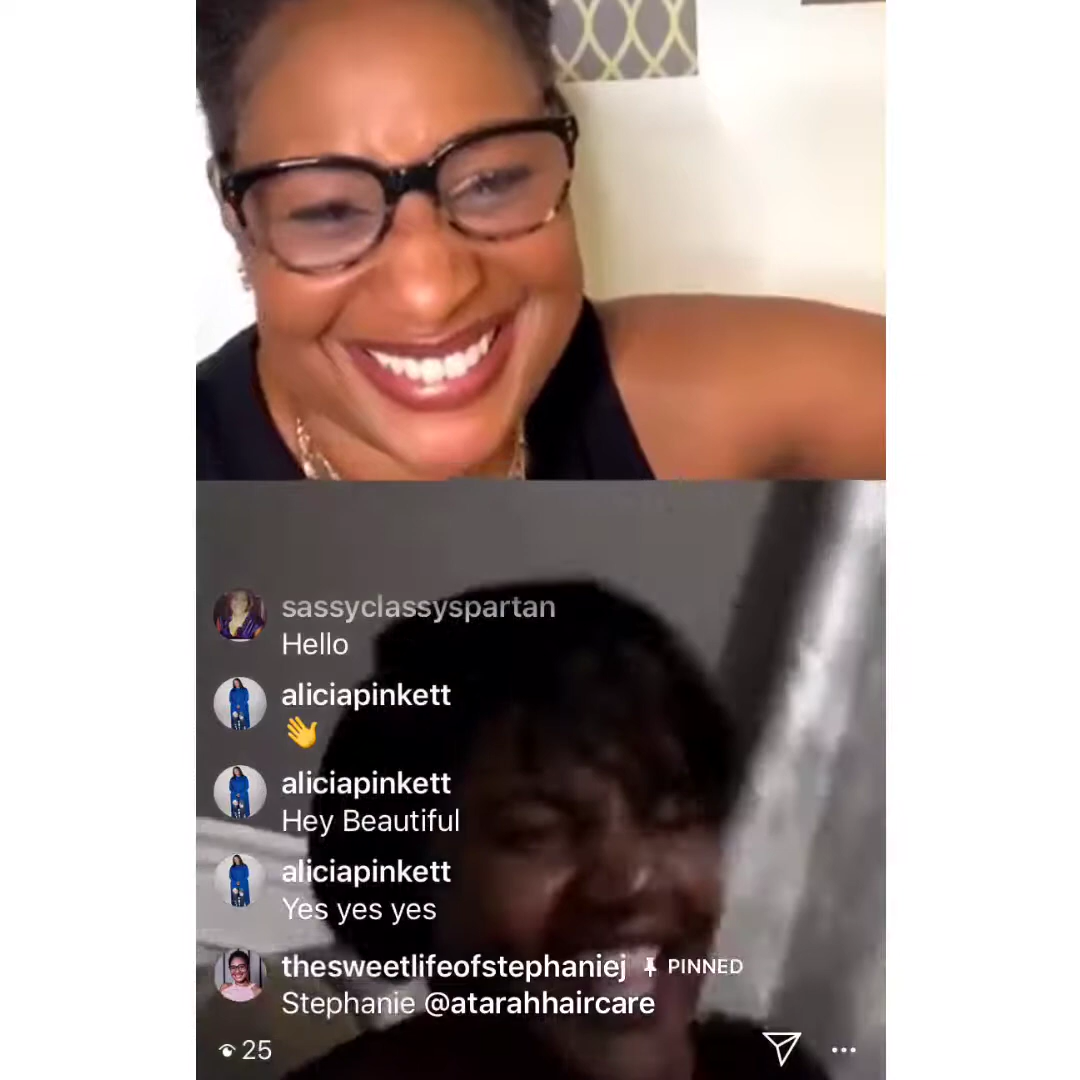 sassyclassyspartan
Hello
aliciapinkett
👋
aliciapinkett
Hey Beautiful
aliciapinkett
Yes yes yes
thesweetlifeofstephaniej PINNED
Stephanie @atarahhaircare
25